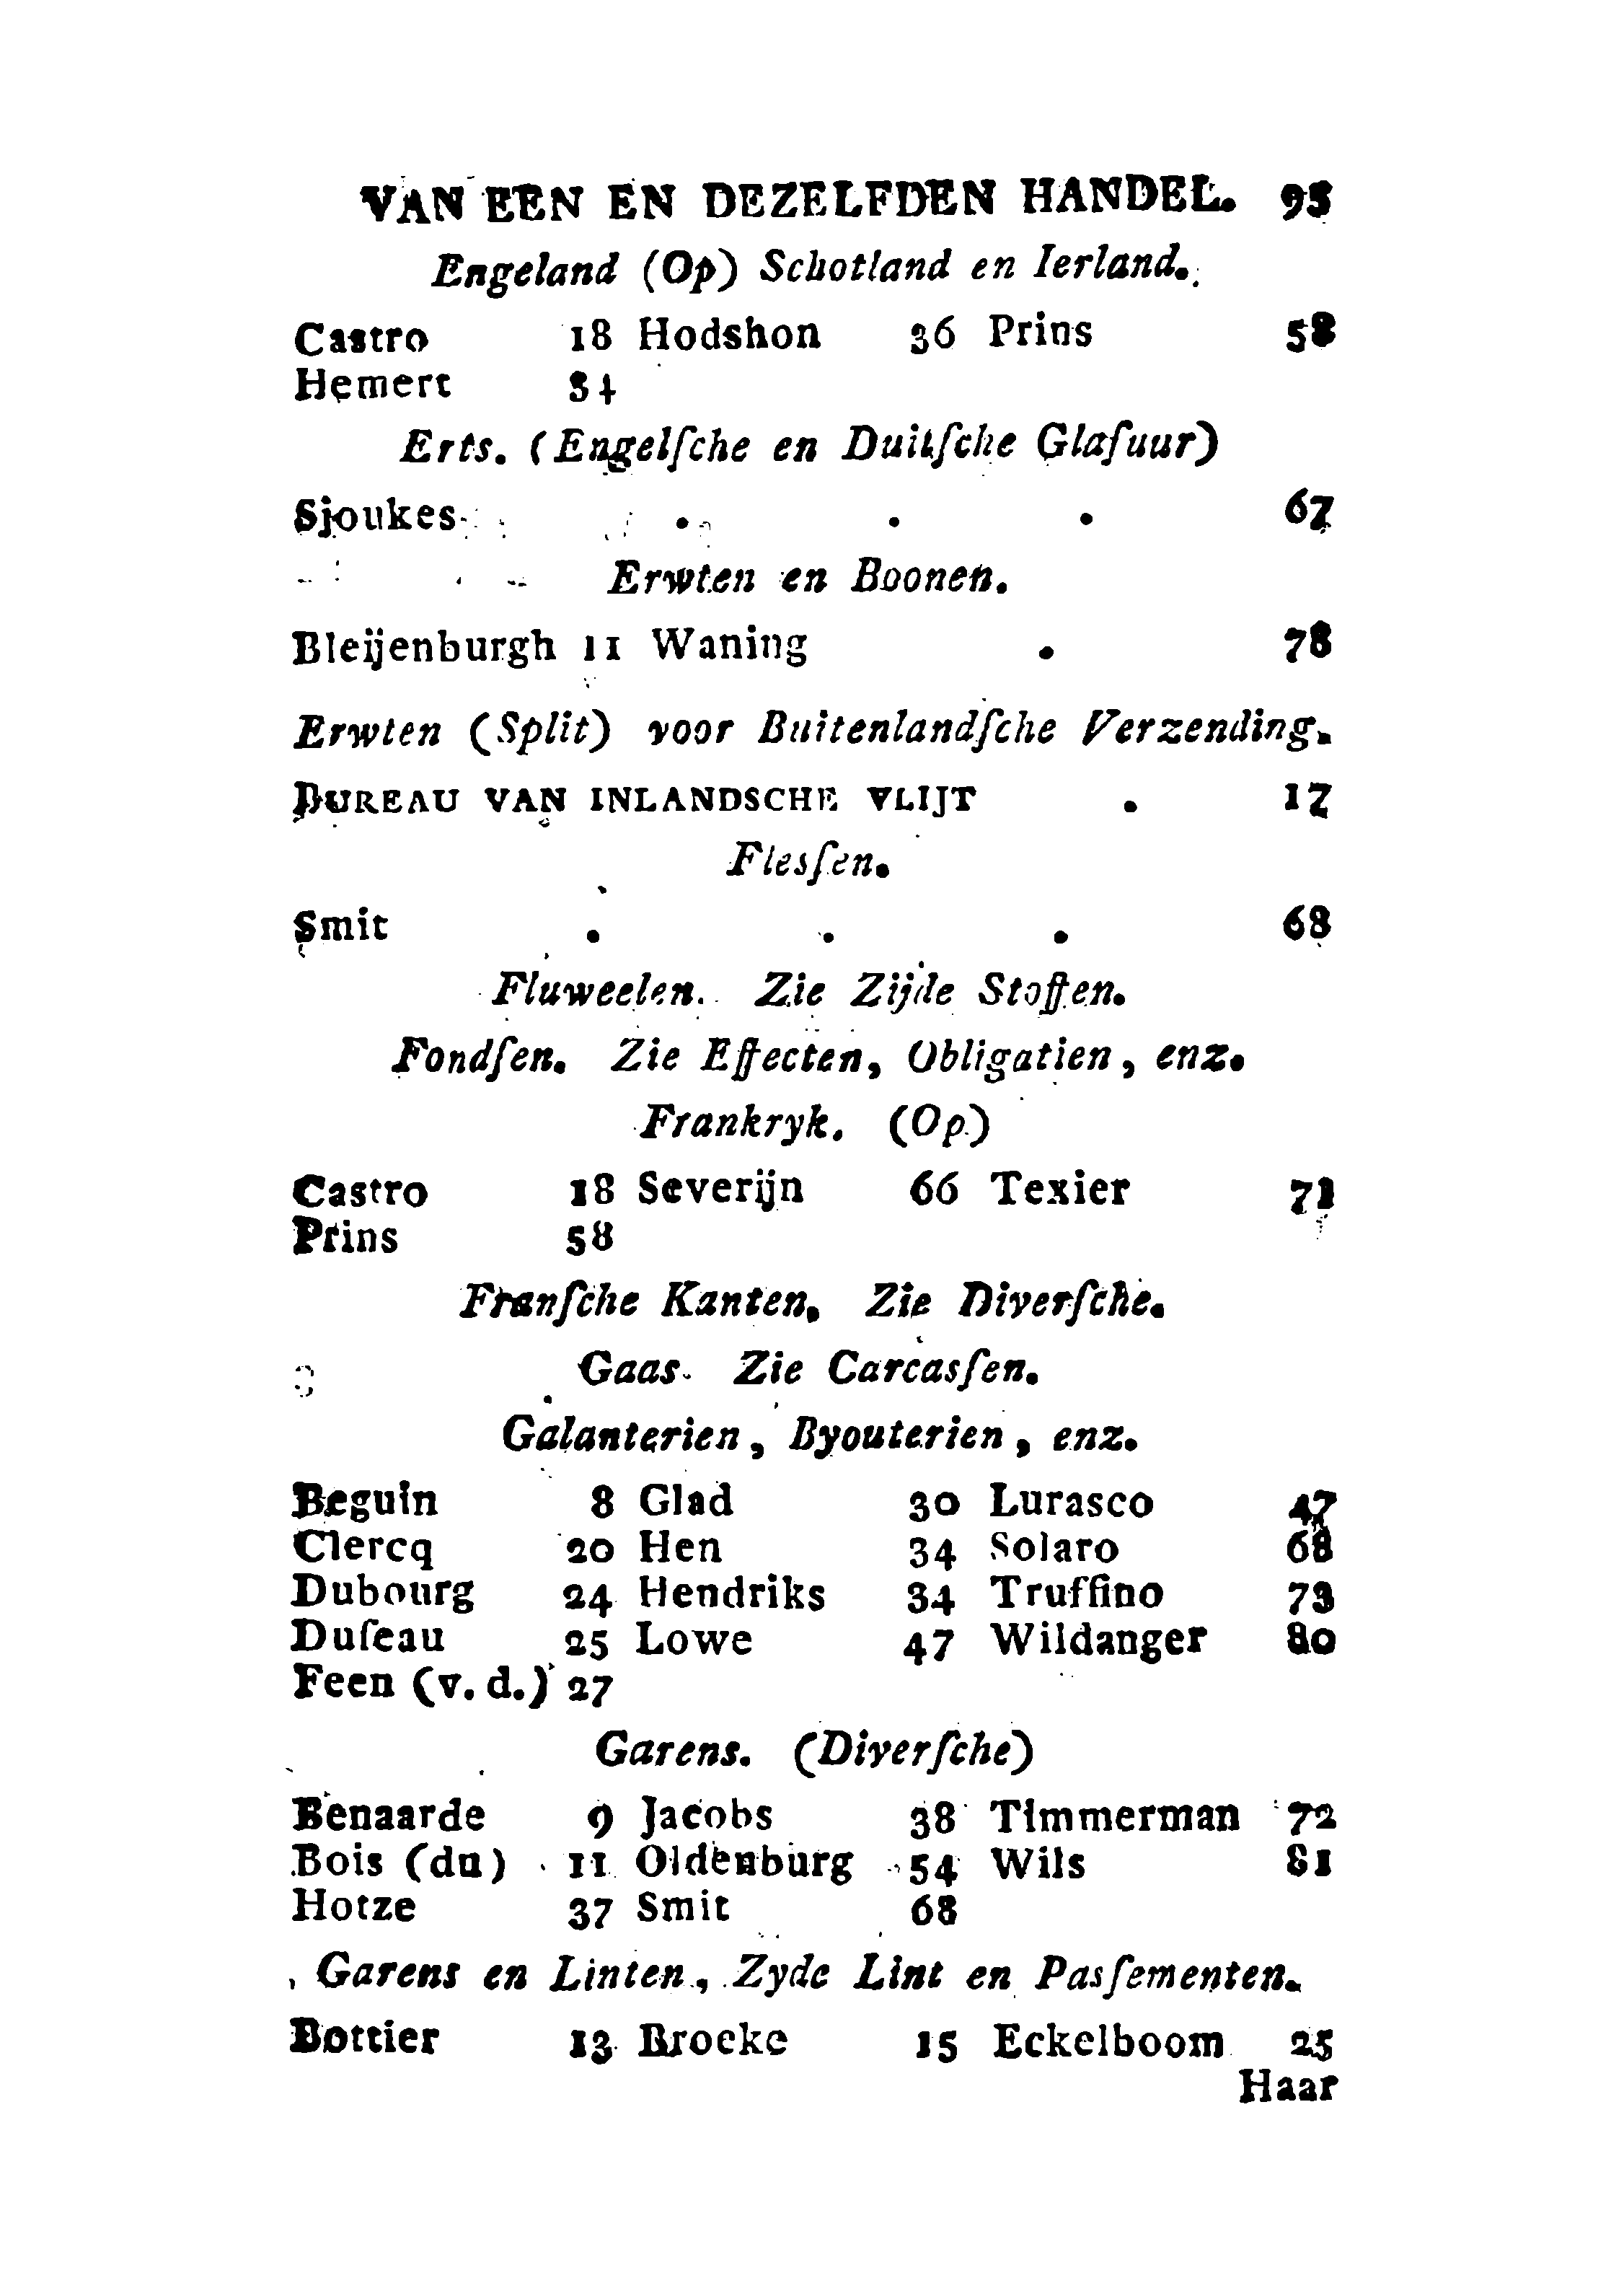 VAN EEN EN DEZELFDEN HANDEL. 95
Engeland (Op) Schotland en Ierland.
Castro 18 Hodshon 36 Prins 58
Hemert 34
Erts. (Engelſche en Duitſche Glaſuur)
Sjoukes . . . 67
Erwten en Boonen.
Bleijenburgh 11 Waning . 78
Erwten (Split) voor Buitenlandſche Verzending.
BUREAU VAN INLANDSCHE VLIJT . 17
Flesſen.
Smit . . . 68
Fluweelen. Zie Zijde Stoffen.
Fondſen. Zie Effecten, Obligatien, enz.
Frankryk. (Op)
Castro 18 Severijn 66 Texier 71
Prins 58
Franſche Kanten. Zie Diverſche.
Gaas. Zie Carcasſen.
Galanterien, Byouterien, enz.
Beguin 8 Glad 30 Lurasco 47
Clercq 20 Hen 34 Solaro 68
Dubourg 24 Hendriks 34 Truffino 73
Duſeau 25 Lowe 47 Wildanger 80
Feen (v. d.) 27
Garens. (Diverſche)
Benaarde 9 Jacobs 38 Timmerman 72
Bois (du) 11 Oldenburg 54 Wils 81
Hotze 37 Smit 68
Garens en Linten, Zyde Lint en Pasſementen.
Bottier 13 Broeke 15 Eckelboom 25
Haar